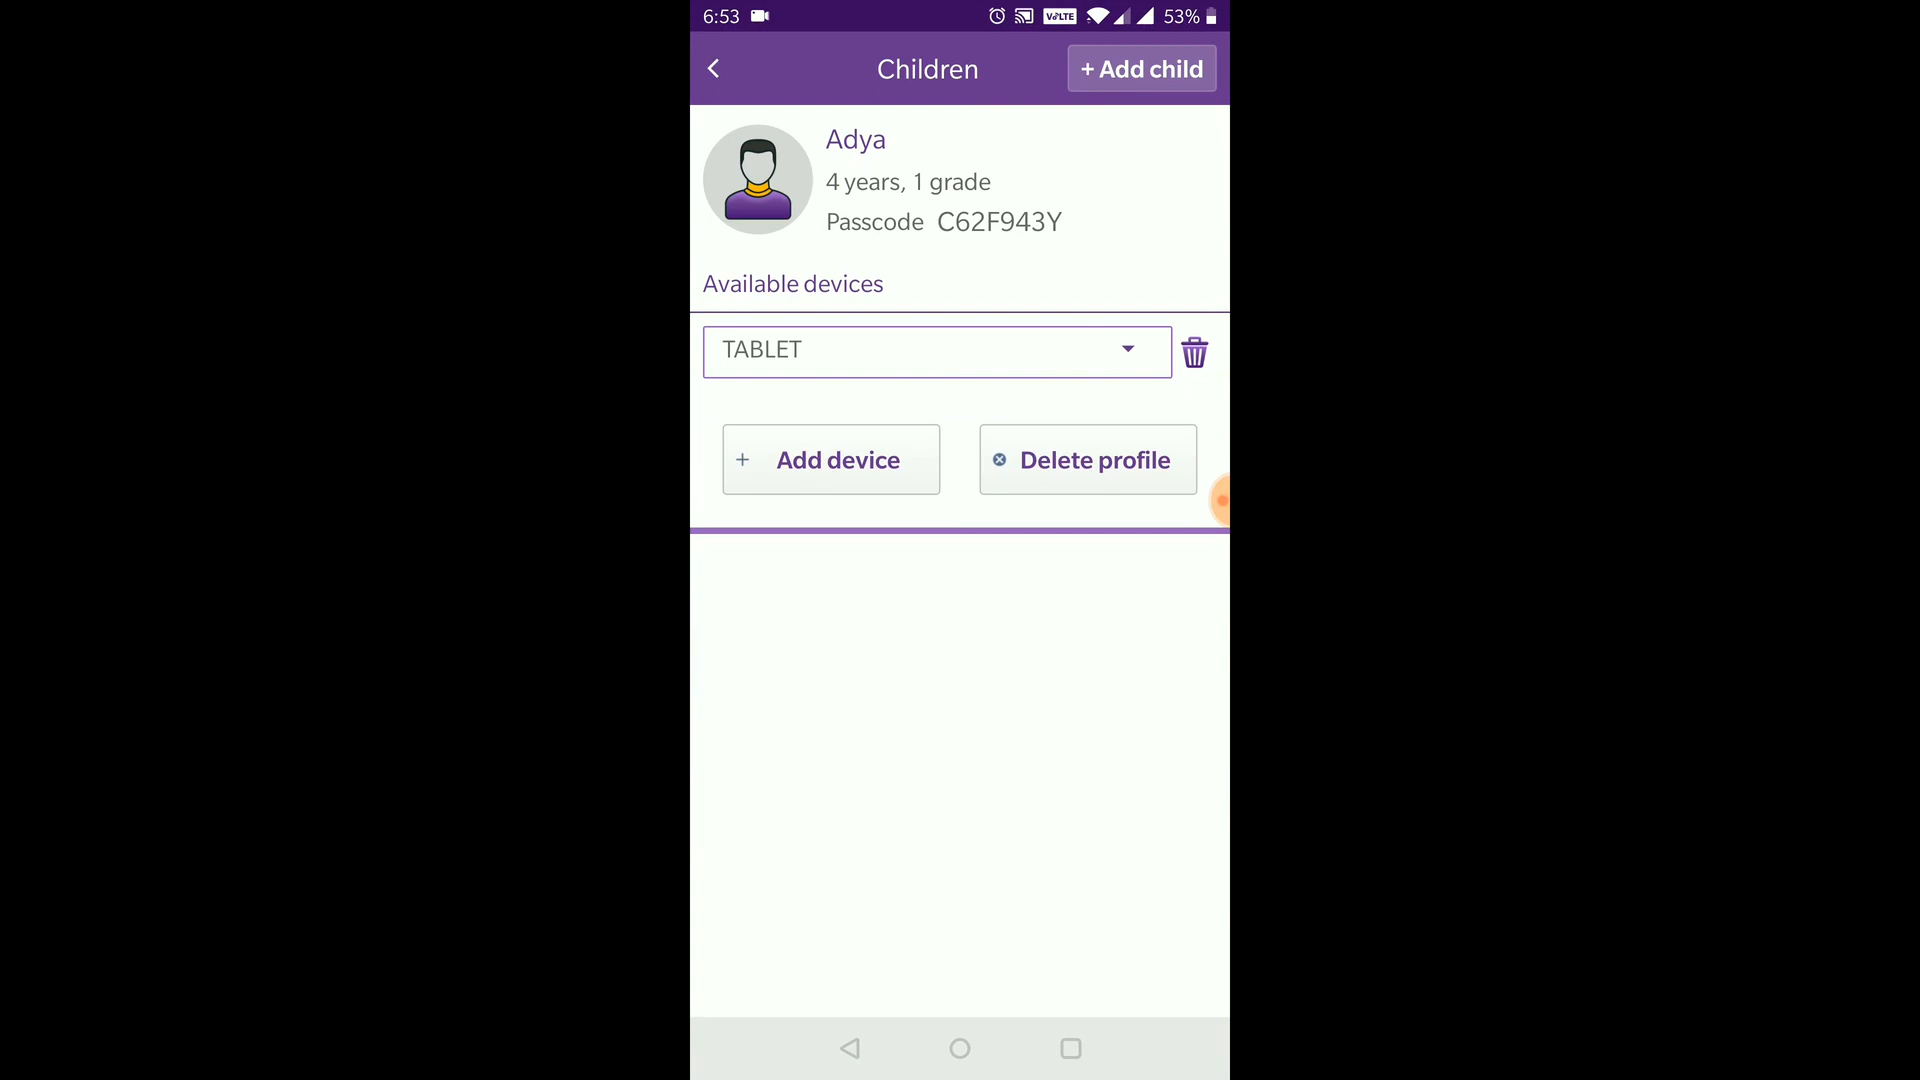 6:53 VoLTE 53%
Children + Add child
Adya
4 years, 1 grade
Passcode C62F943Y
Available devices
TABLET
+ Add device Delete profile